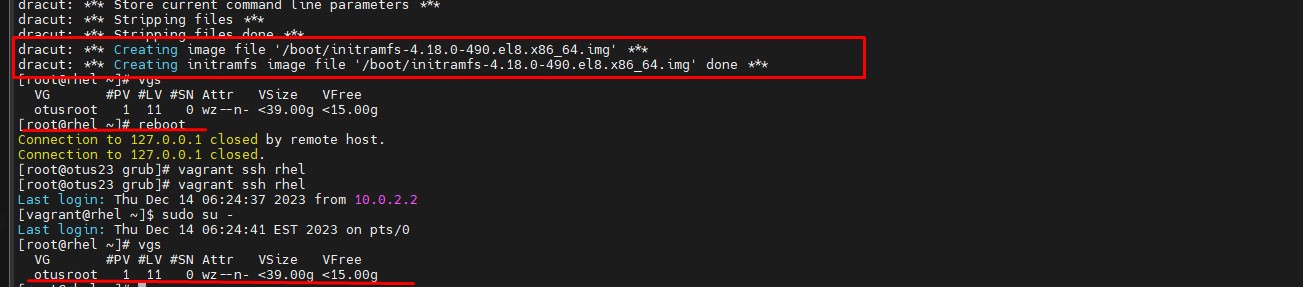 dracut: *** Store current command line parameters ***
dracut: *** Stripping files ***
dracut: *** Stripping files done ***
dracut: *** Creating image file '/boot/initramfs-4.18.0-490.el8.x86_64.img' ***
dracut: *** Creating initramfs image file '/boot/initramfs-4.18.0-490.el8.x86_64.img' done ***
[root@rhel ~]# vgs
  VG       #PV #LV #SN Attr   VSize   VFree
  otusroot   1  11   0 wz--n- <39.00g <15.00g
[root@rhel ~]# reboot
Connection to 127.0.0.1 closed by remote host.
Connection to 127.0.0.1 closed.
[root@otus23 grub]# vagrant ssh rhel
[root@otus23 grub]# vagrant ssh rhel
Last login: Thu Dec 14 06:24:37 2023 from 10.0.2.2
[vagrant@rhel ~]$ sudo su -
Last login: Thu Dec 14 06:24:41 EST 2023 on pts/0
[root@rhel ~]# vgs
  VG       #PV #LV #SN Attr   VSize   VFree
  otusroot   1  11   0 wz--n- <39.00g <15.00g